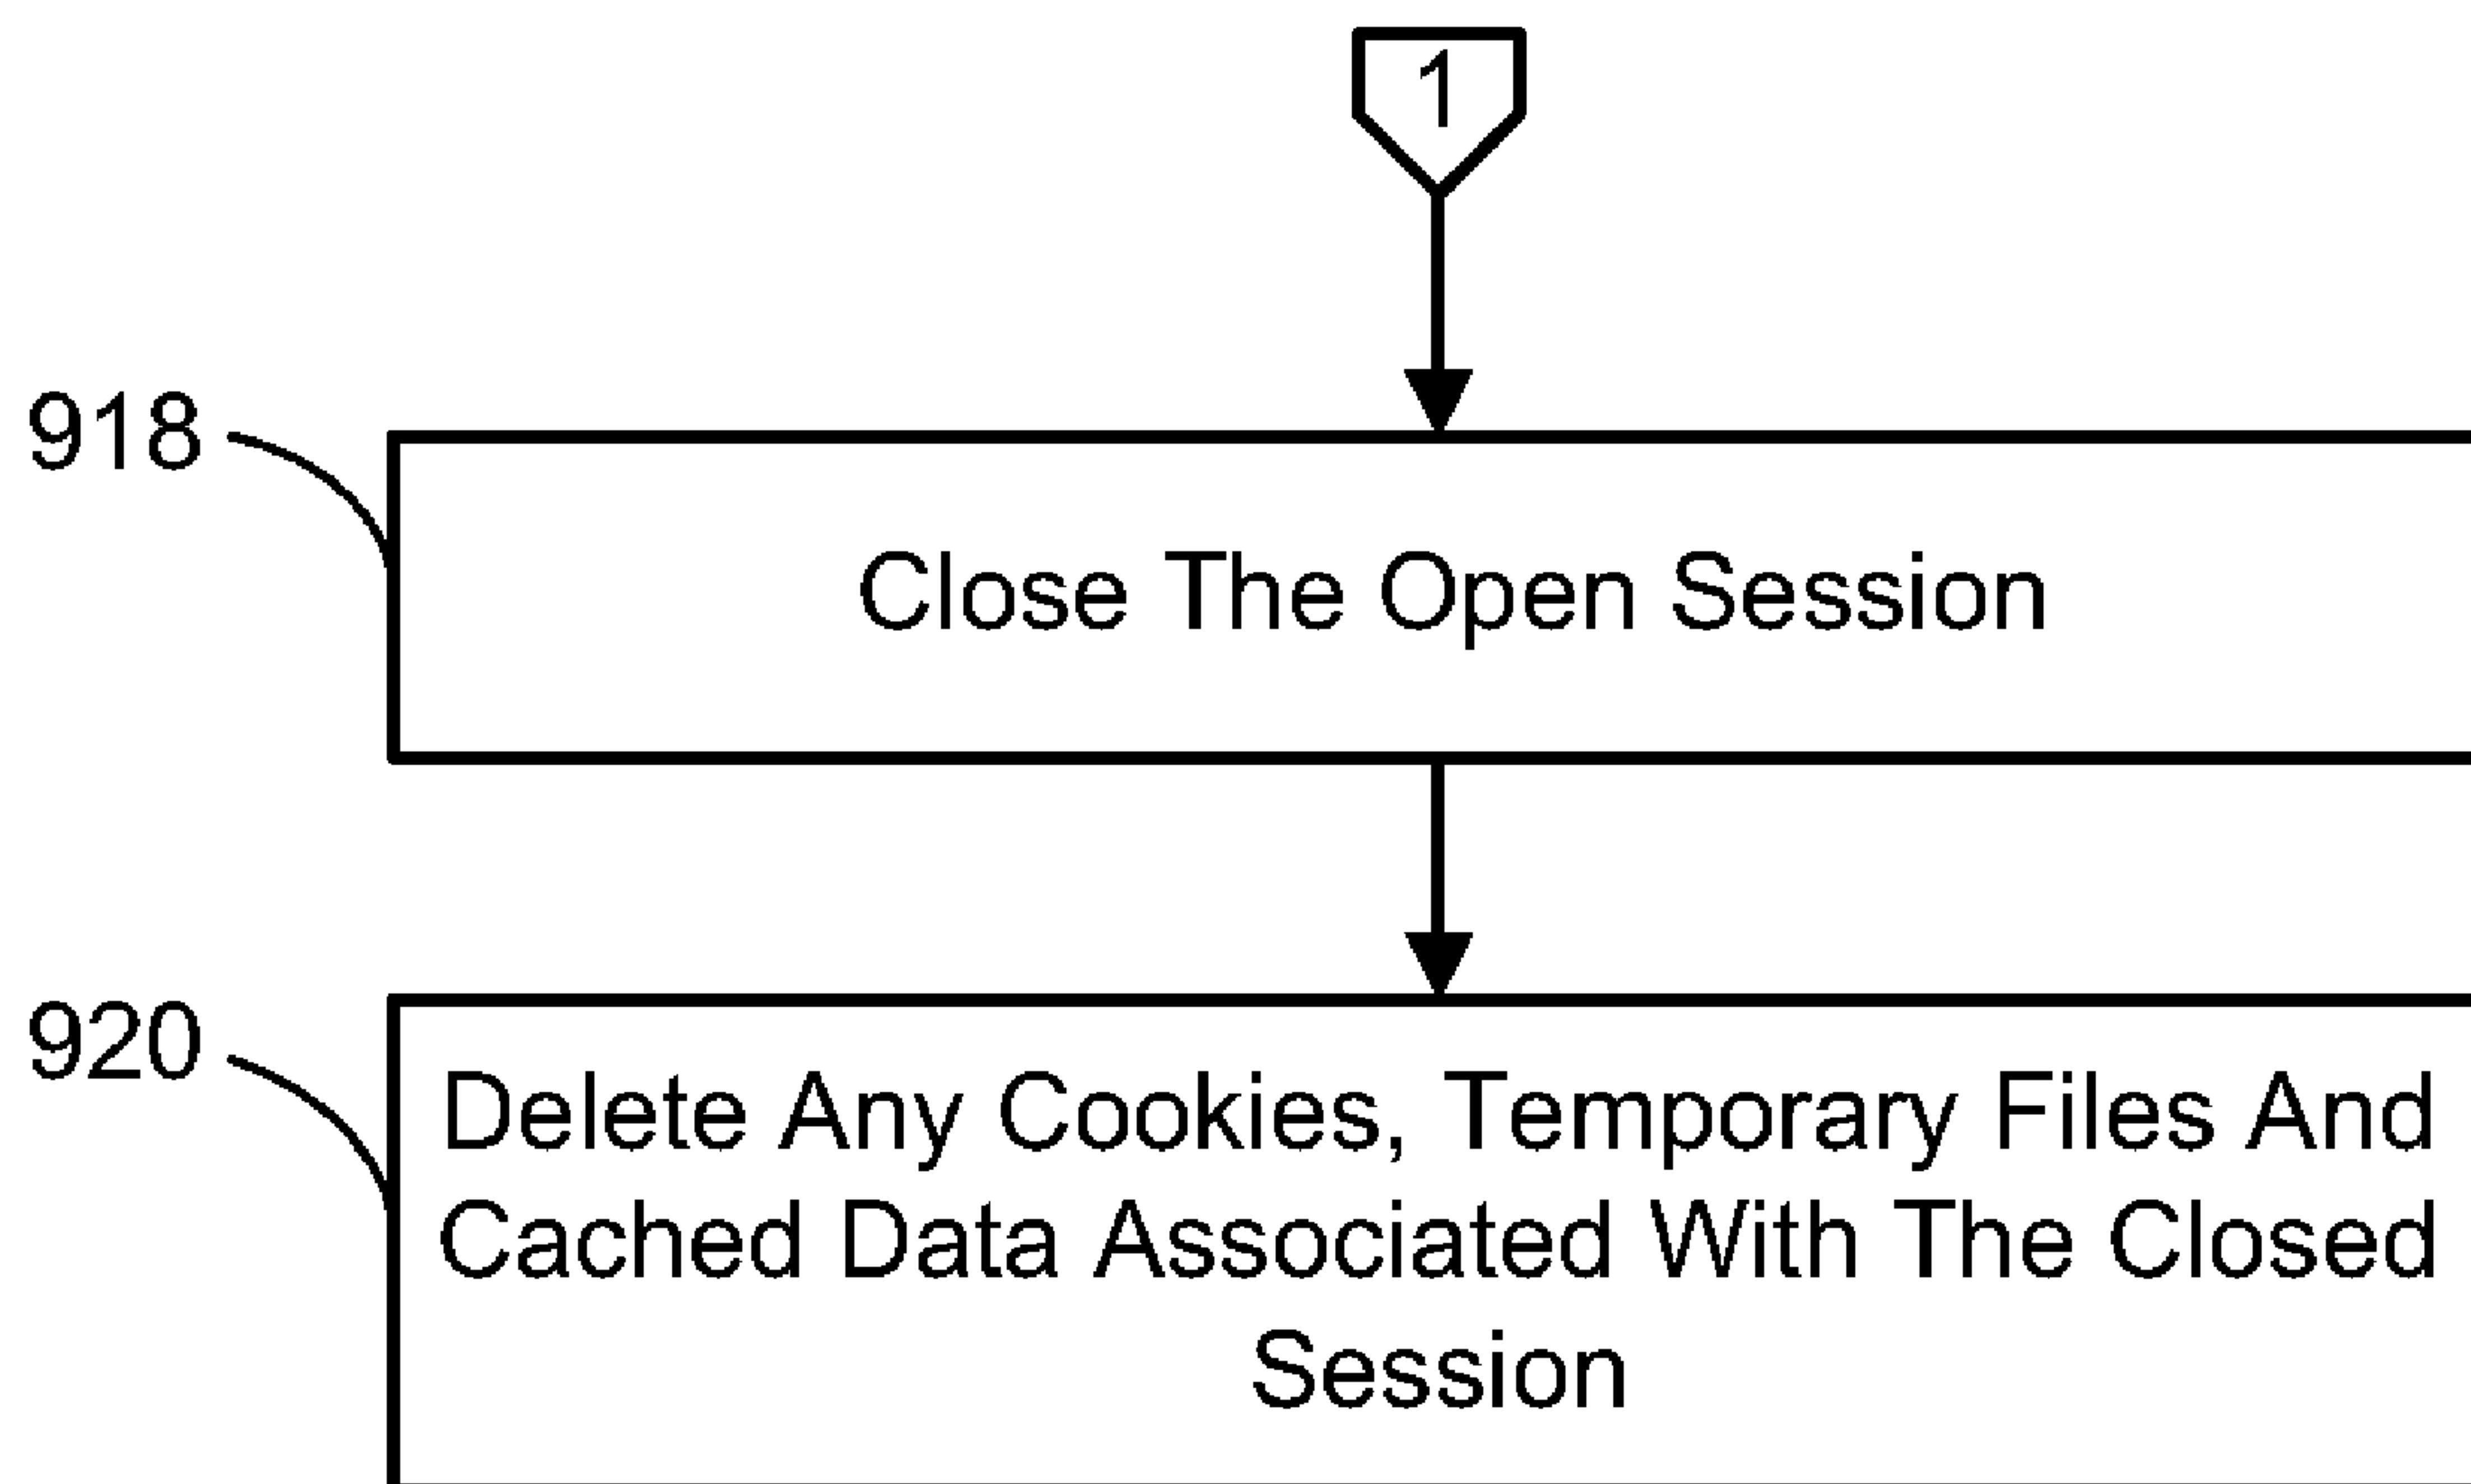 1
918
Close The Open Session
920
Delete Any Cookies, Temporary Files And
Cached Data Associated With The Closed
Session